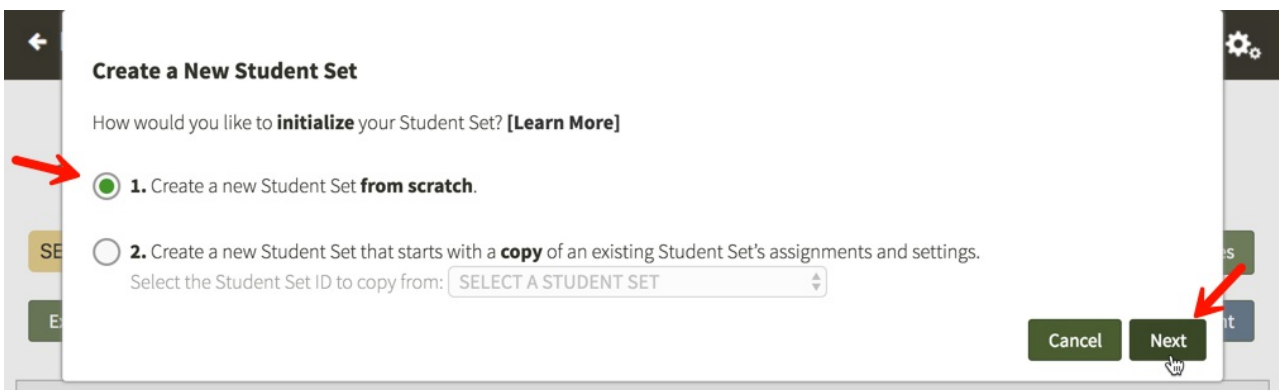 Create a New Student Set
How would you like to initialize your Student Set? [Learn More]
1. Create a new Student Set from scratch.
2. Create a new Student Set that starts with a copy of an existing Student Set's assignments and settings.
Select the Student Set ID to copy from: SELECT A STUDENT SET
Cancel Next